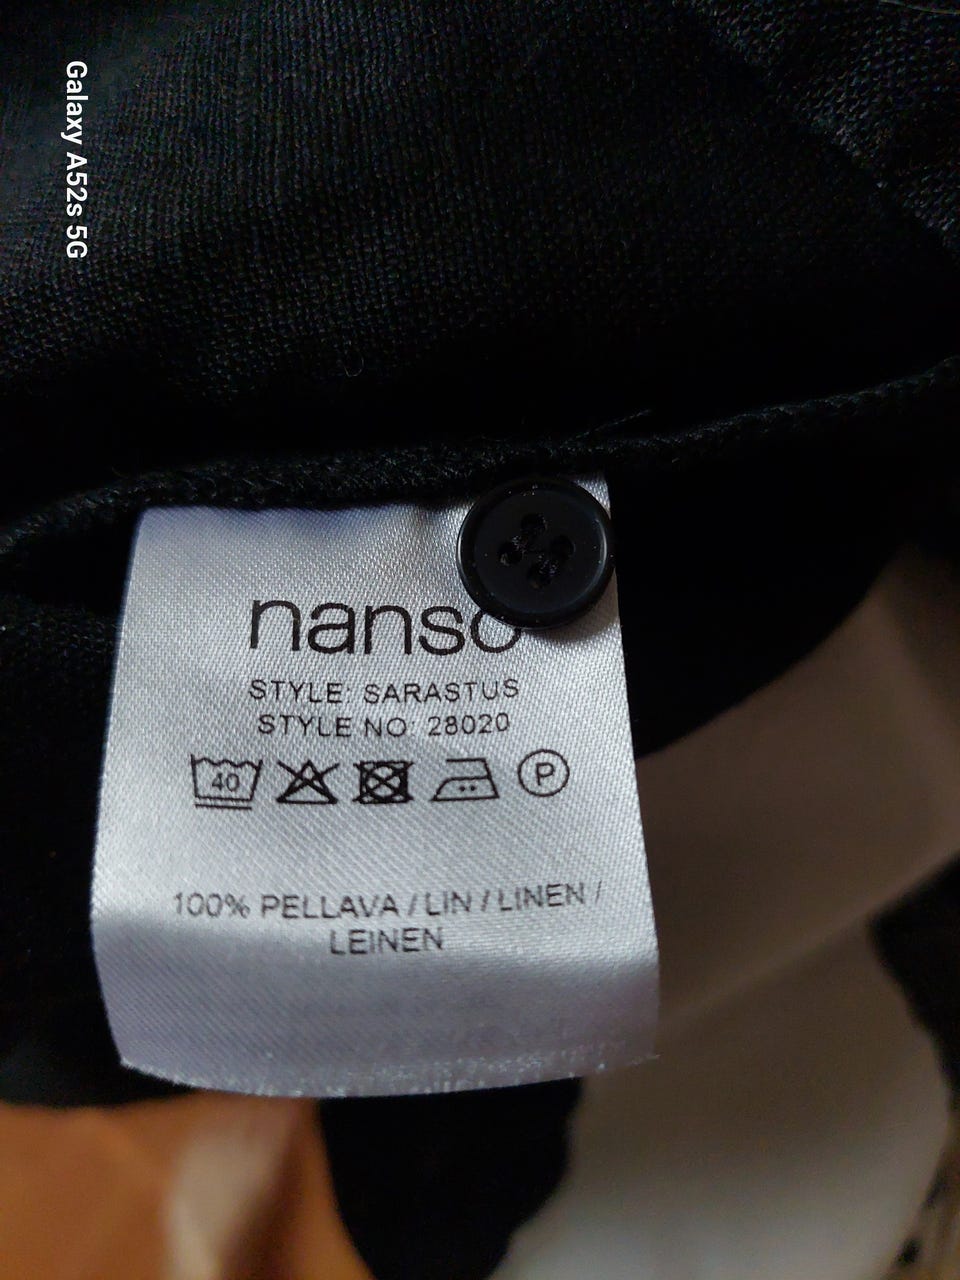 Galaxy A52s 5G
nanso
STYLE: SARASTUS
STYLE NO: 28020
40 P
100% PELLAVA / LIN / LINEN /
LEINEN